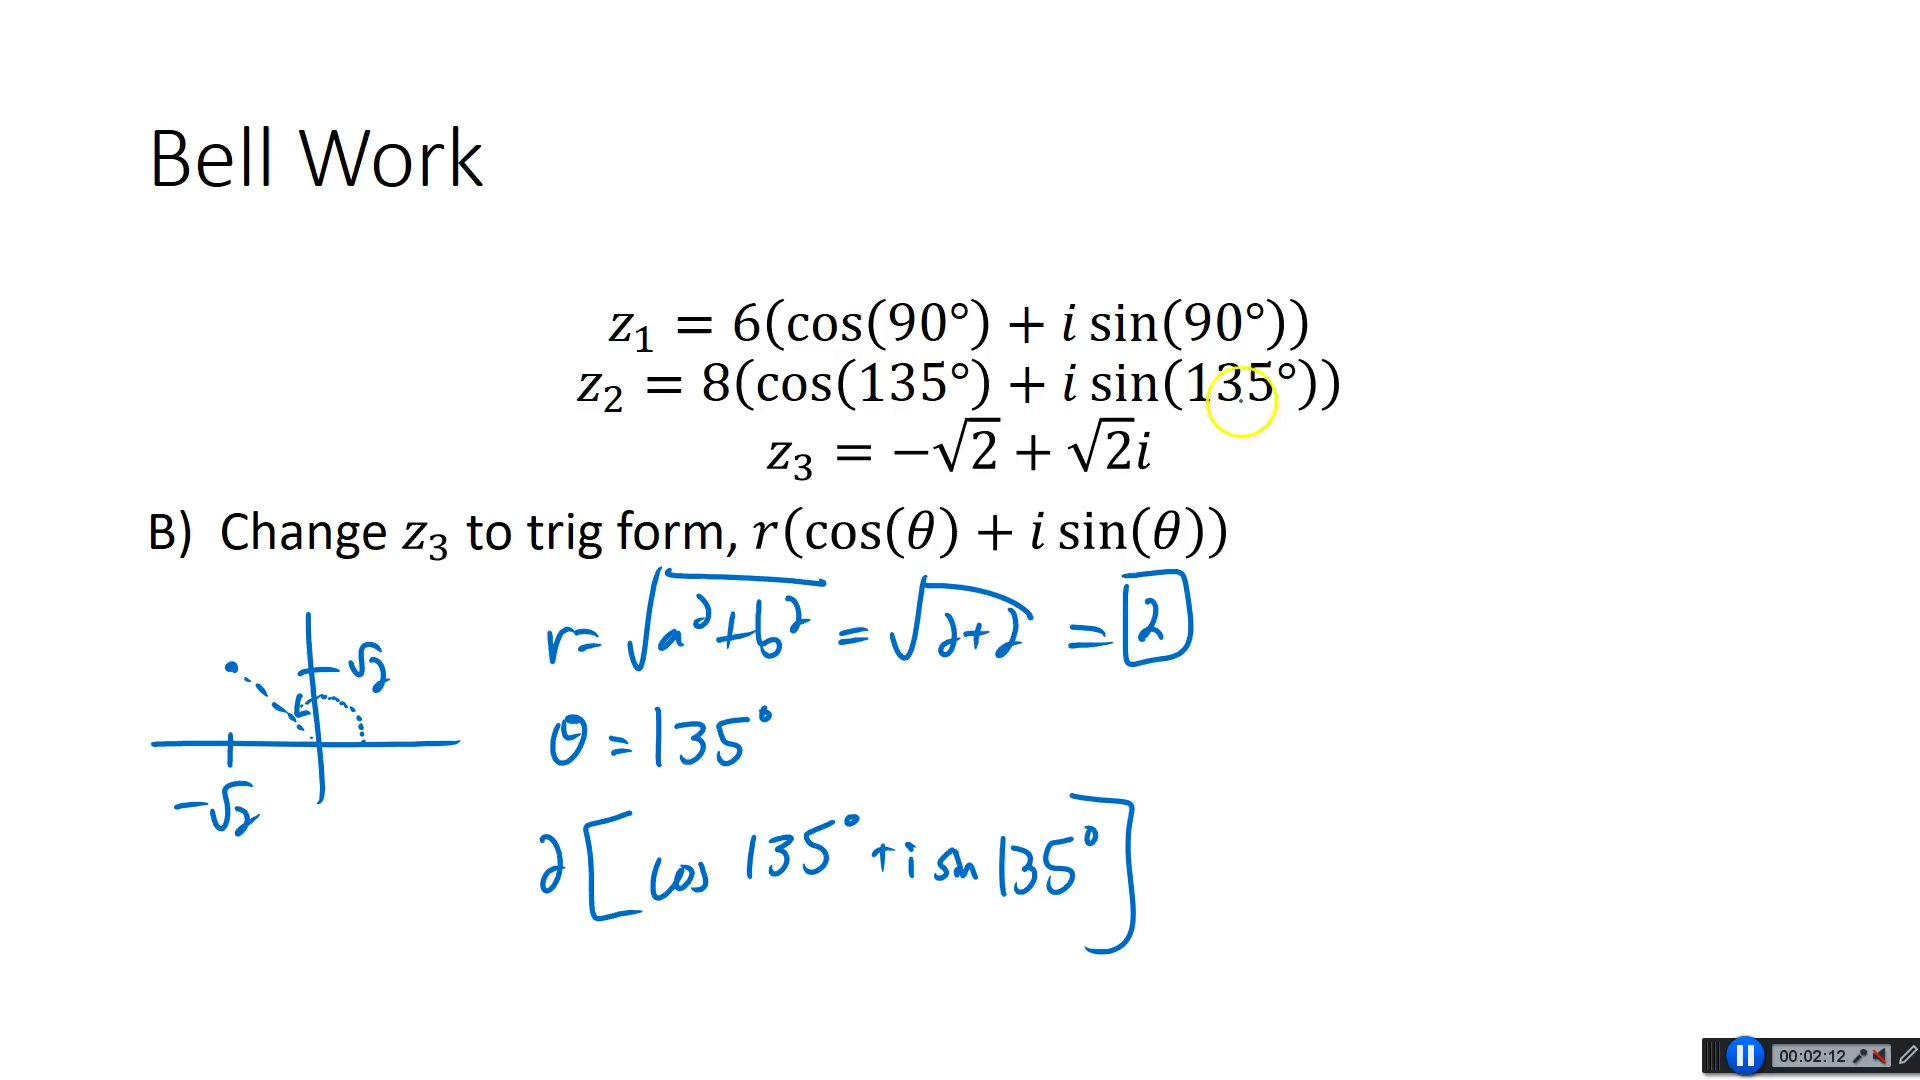 Bell Work
z₁ = 6(cos(90°) + i sin(90°))
z₂ = 8(cos(135°) + i sin(135°))
z₃ = −√2 + √2i
B) Change z₃ to trig form, r(cos(θ) + i sin(θ))
r = √(a²+b²) = √(2+2) = 2
√2
θ = 135°
−√2
2[cos 135° + i sin 135°]
00:02:12